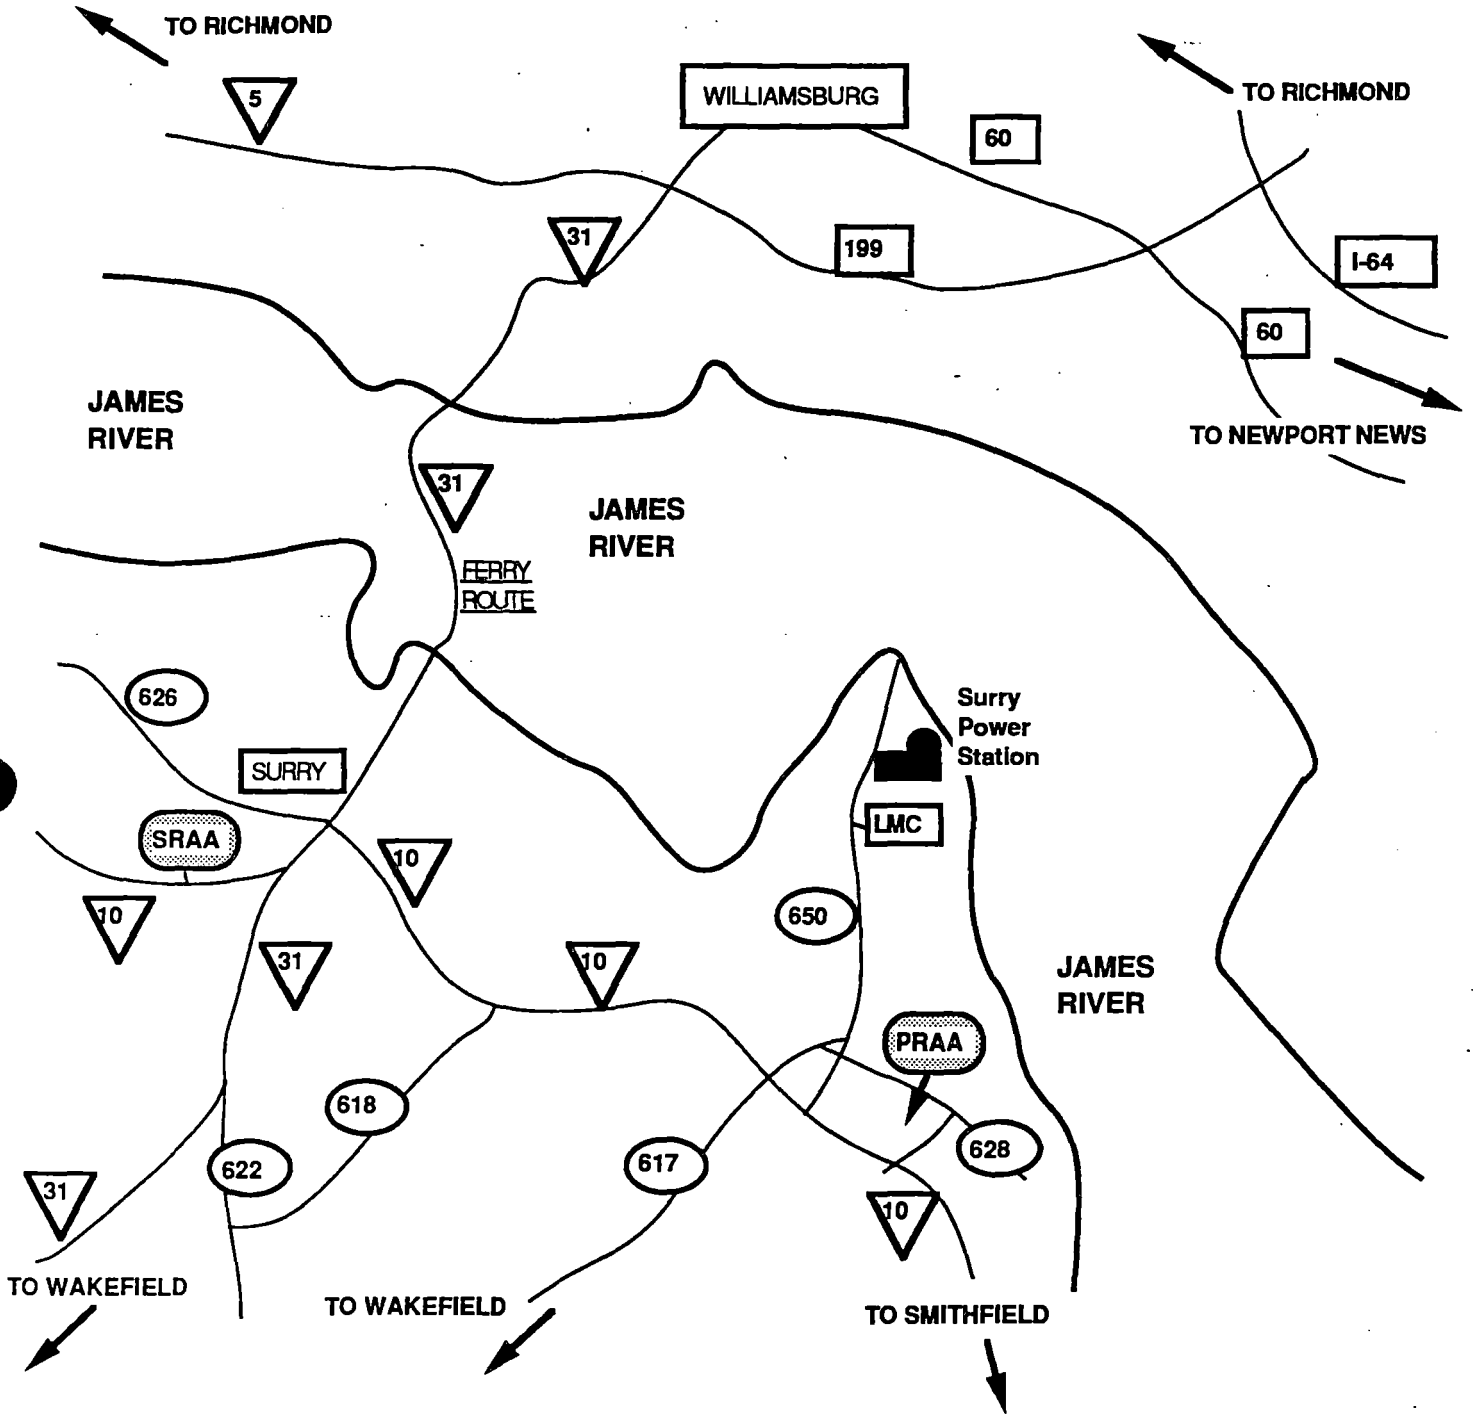 TO RICHMOND
5
WILLIAMSBURG
TO RICHMOND
60
31
199
I-64
60
JAMES
RIVER
TO NEWPORT NEWS
31
JAMES
RIVER
FERRY
ROUTE
626
Surry
Power
Station
SURRY
SRAA
LMC
10
10
650
31
10
JAMES
RIVER
PRAA
618
622
617
628
31
10
TO WAKEFIELD
TO WAKEFIELD
TO SMITHFIELD